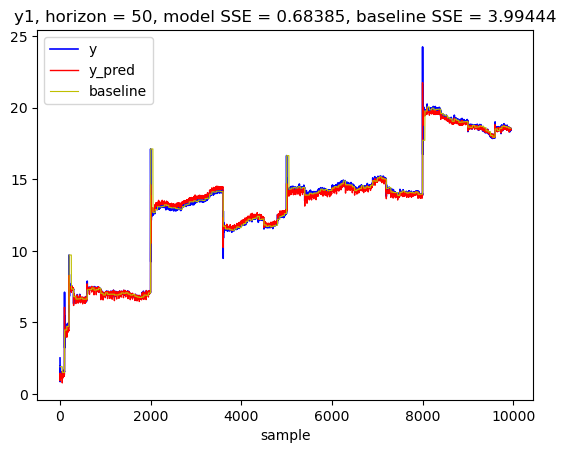 y1, horizon = 50, model SSE = 0.68385, baseline SSE = 3.99444
25
20
15
10
5
0
y
y_pred
baseline
0 2000 4000 6000 8000 10000
sample